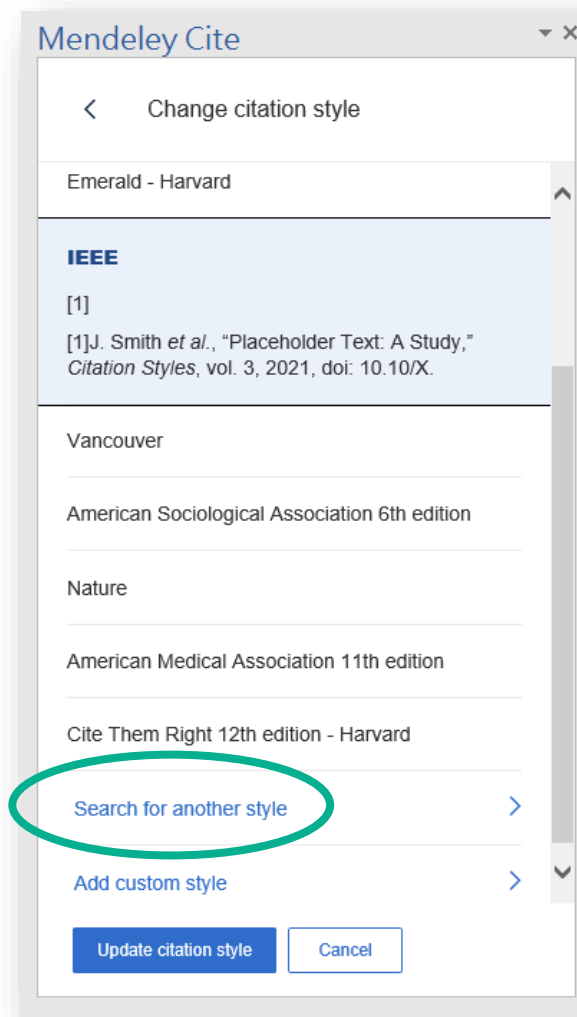 Mendeley Cite
Change citation style
Emerald - Harvard
IEEE
[1]
[1]J. Smith et al., “Placeholder Text: A Study,”
Citation Styles, vol. 3, 2021, doi: 10.10/X.
Vancouver
American Sociological Association 6th edition
Nature
American Medical Association 11th edition
Cite Them Right 12th edition - Harvard
Search for another style
Add custom style
Update citation style
Cancel